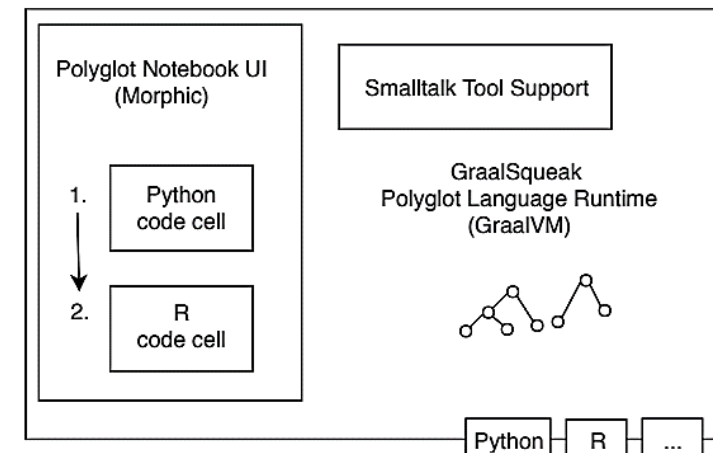 Polyglot Notebook UI
(Morphic)
1.
Python
code cell
2.
R
code cell
Smalltalk Tool Support
GraalSqueak
Polyglot Language Runtime
(GraalVM)
Python
R
...